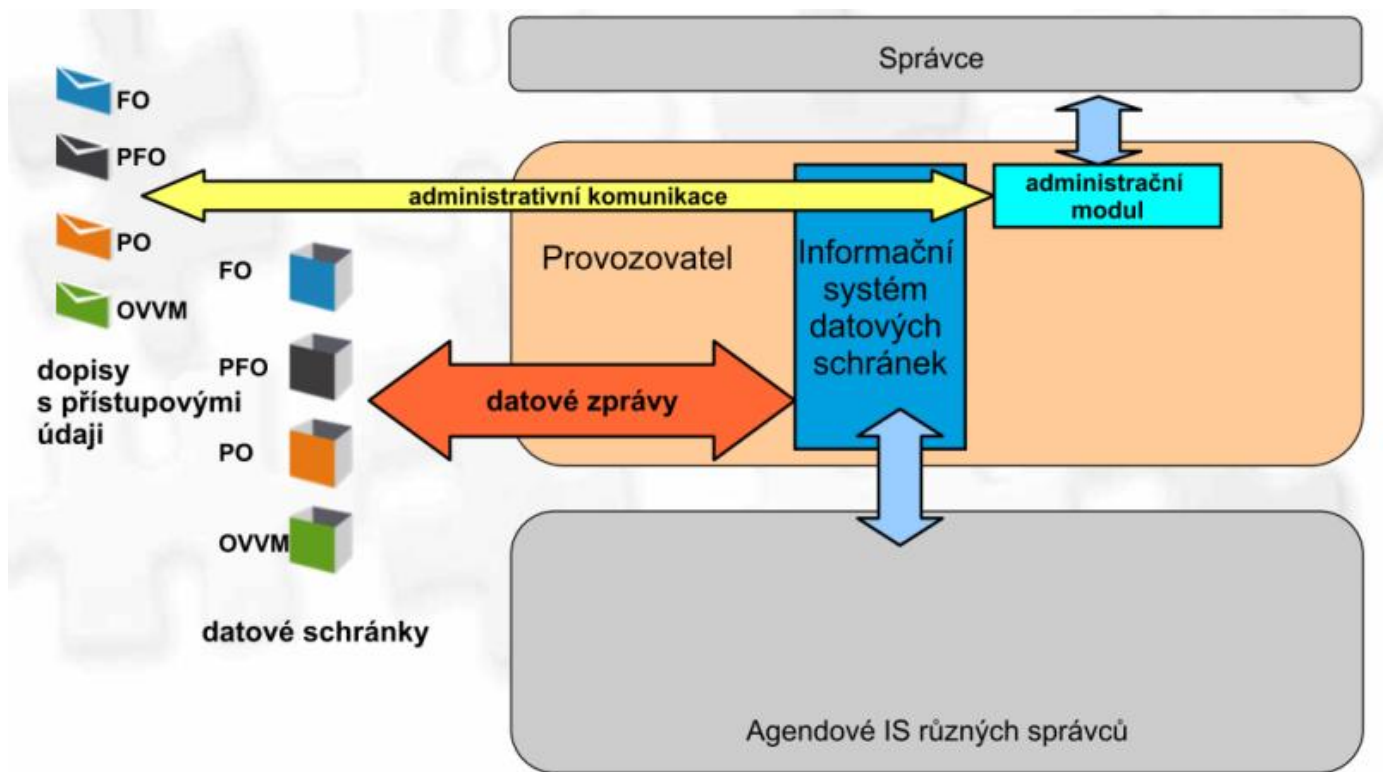 Správce
FO
PFO
PO
OVVM
dopisy
s přístupovými
údaji
administrativní komunikace
administrační
modul
Provozovatel
Informační
systém
datových
schránek
FO
PFO
PO
OVVM
datové schránky
datové zprávy
Agendové IS různých správců